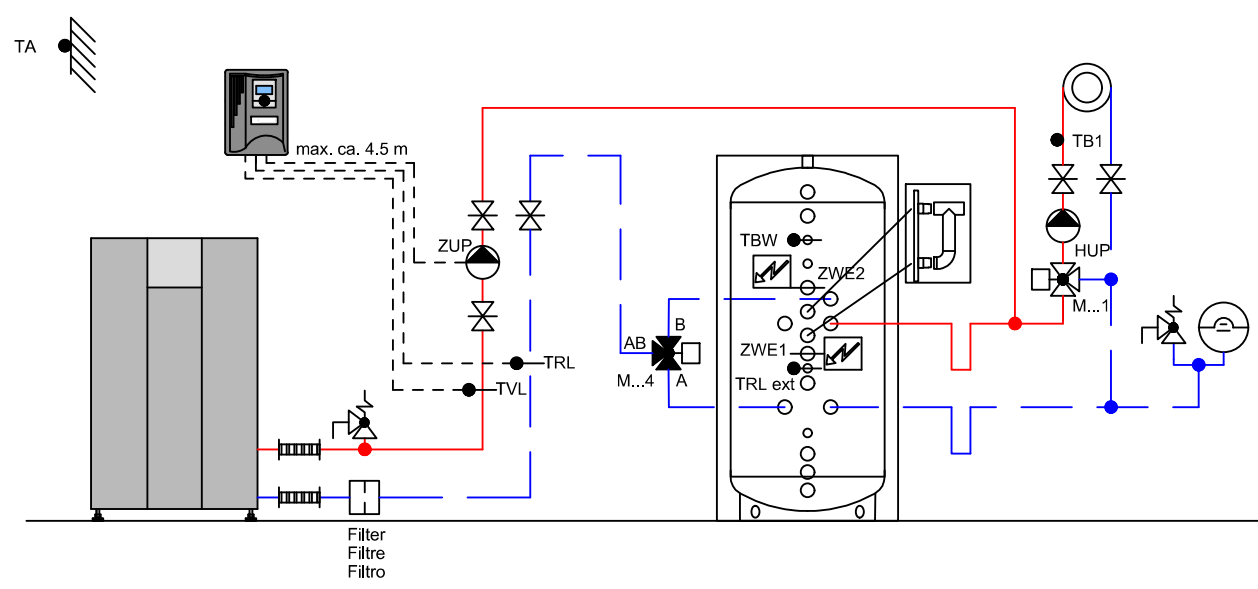 TA
max. ca. 4.5 m
TB1
ZUP
TBW
HUP
ZWE2
M...1
B
AB
ZWE1
TRL
M...4
A
TRL ext
TVL
Filter
Filtre
Filtro